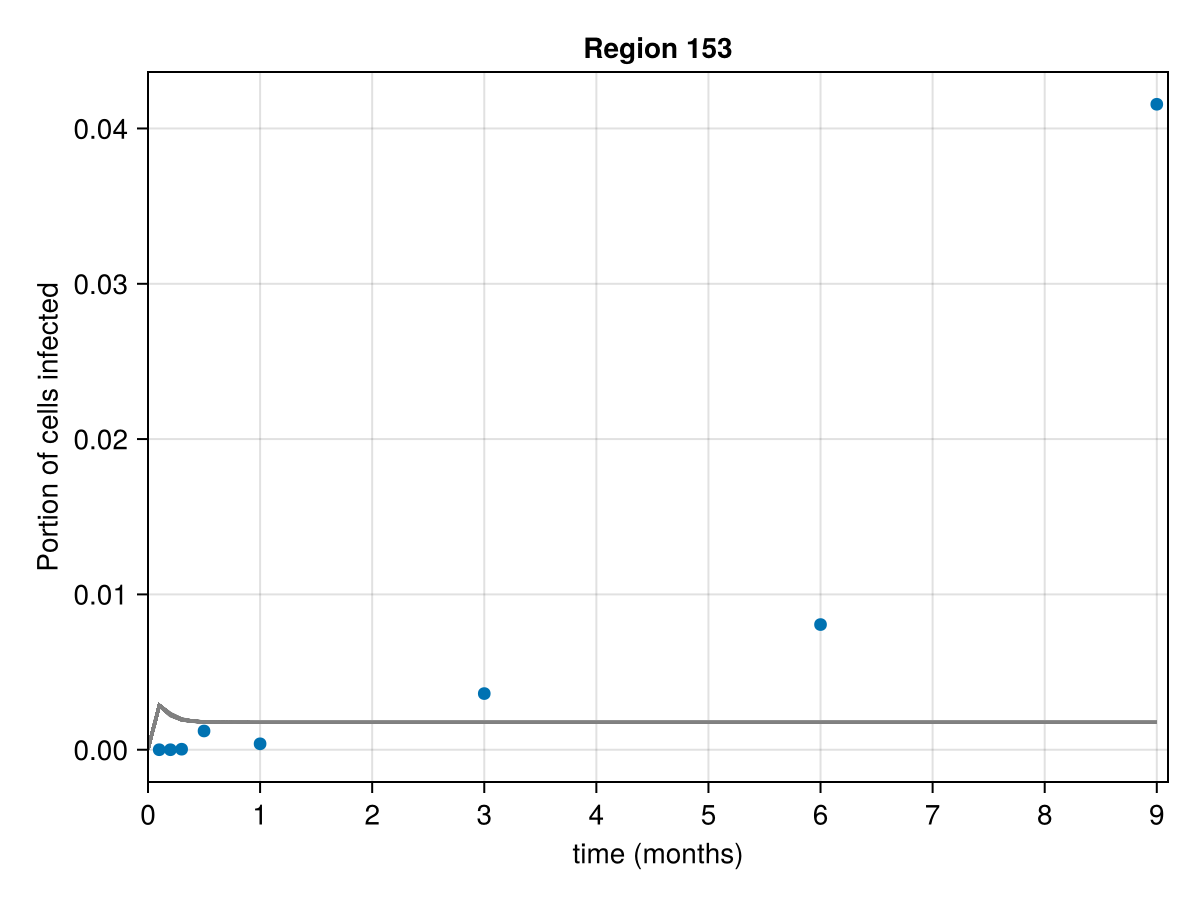 Region 153
Portion of cells infected
0.04
0.03
0.02
0.01
0.00
0 1 2 3 4 5 6 7 8 9
time (months)